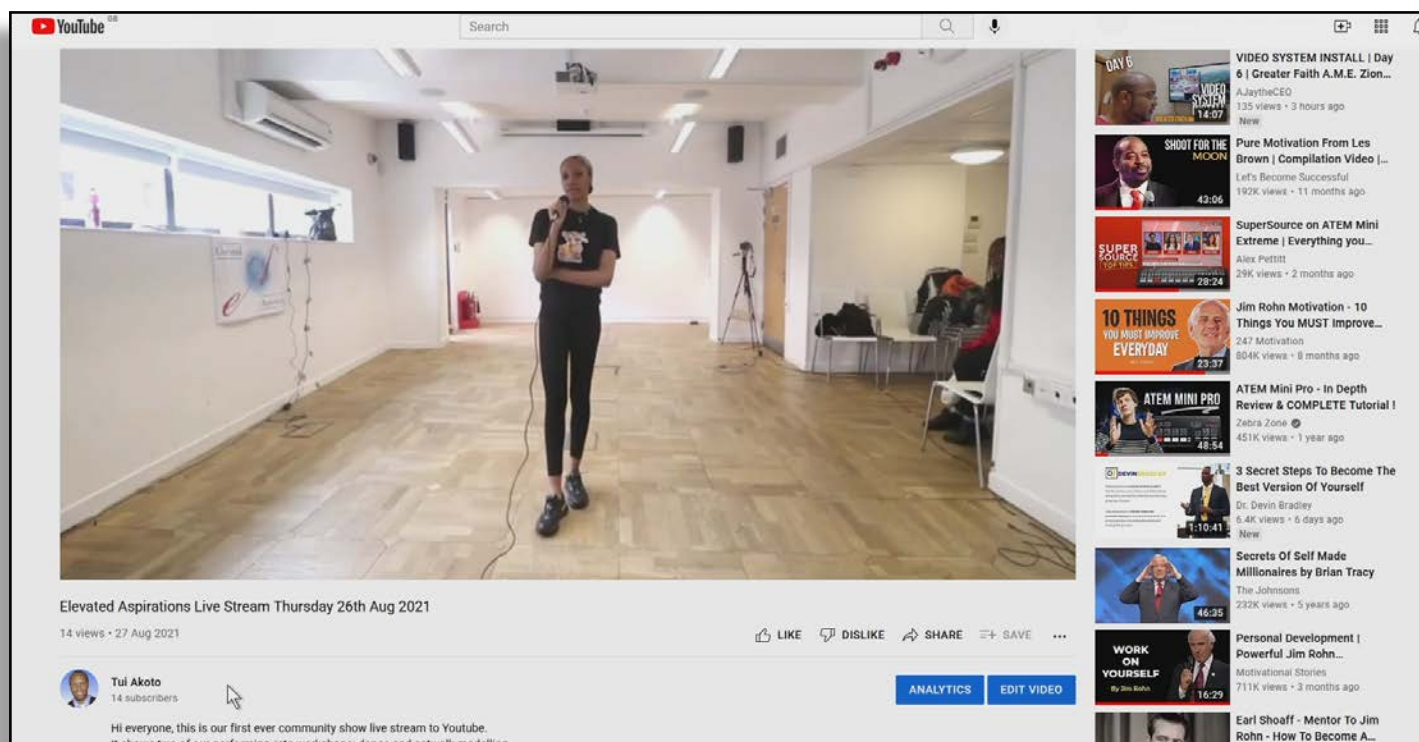 YouTube GB
Search
Elevated Aspirations Live Stream Thursday 26th Aug 2021
14 views • 27 Aug 2021
LIKE DISLIKE SHARE SAVE ...
Tui Akoto
14 subscribers
ANALYTICS EDIT VIDEO
Hi everyone, this is our first ever community show live stream to Youtube.
DAY 6
VIDEO
SYSTEM
14:07
VIDEO SYSTEM INSTALL | Day
6 | Greater Faith A.M.E. Zion...
AJaytheCEO
135 views • 3 hours ago
New
SHOOT FOR THE
MOON
43:06
Pure Motivation From Les
Brown | Compilation Video |...
Let's Become Successful
192K views • 11 months ago
SUPER
SOURCE
TOP TIPS
28:24
SuperSource on ATEM Mini
Extreme | Everything you...
Alex Pettitt
29K views • 2 months ago
10 THINGS
YOU MUST IMPROVE
EVERYDAY
23:37
Jim Rohn Motivation - 10
Things You MUST Improve...
247 Motivation
804K views • 8 months ago
ATEM MINI PRO
48:54
ATEM Mini Pro - In Depth
Review & COMPLETE Tutorial !
Zebra Zone
451K views • 1 year ago
1:10:41
3 Secret Steps To Become The
Best Version Of Yourself
Dr. Devin Bradley
6.4K views • 6 days ago
New
46:35
Secrets Of Self Made
Millionaires by Brian Tracy
The Johnsons
232K views • 5 years ago
WORK
ON
YOURSELF
By Jim Rohn
16:29
Personal Development |
Powerful Jim Rohn...
Motivational Stories
711K views • 3 months ago
Earl Shoaff - Mentor To Jim
Rohn - How To Become A...